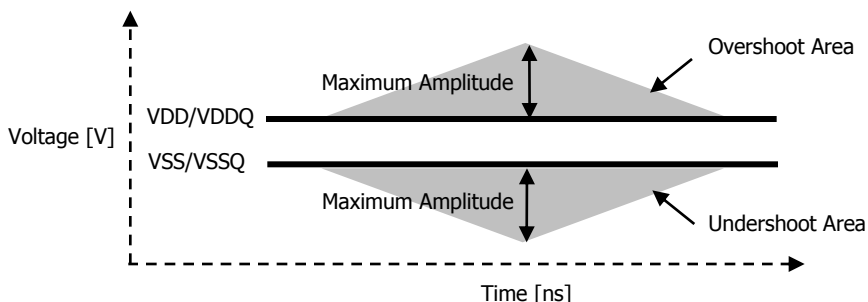 Overshoot Area
Maximum Amplitude
VDD/VDDQ
Voltage [V]
VSS/VSSQ
Maximum Amplitude
Undershoot Area
Time [ns]